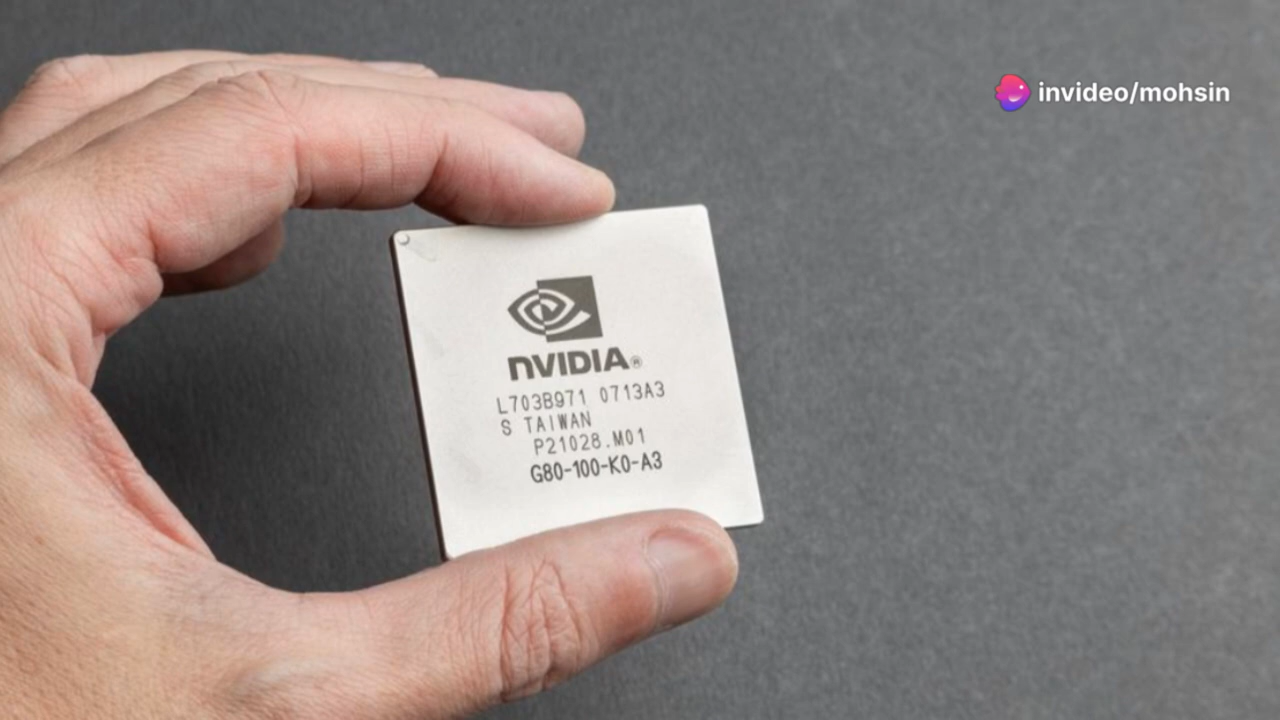 invideo/mohsin
NVIDIA®
L703B971 0713A3
S TAIWAN
P21028.M01
G80-100-K0-A3